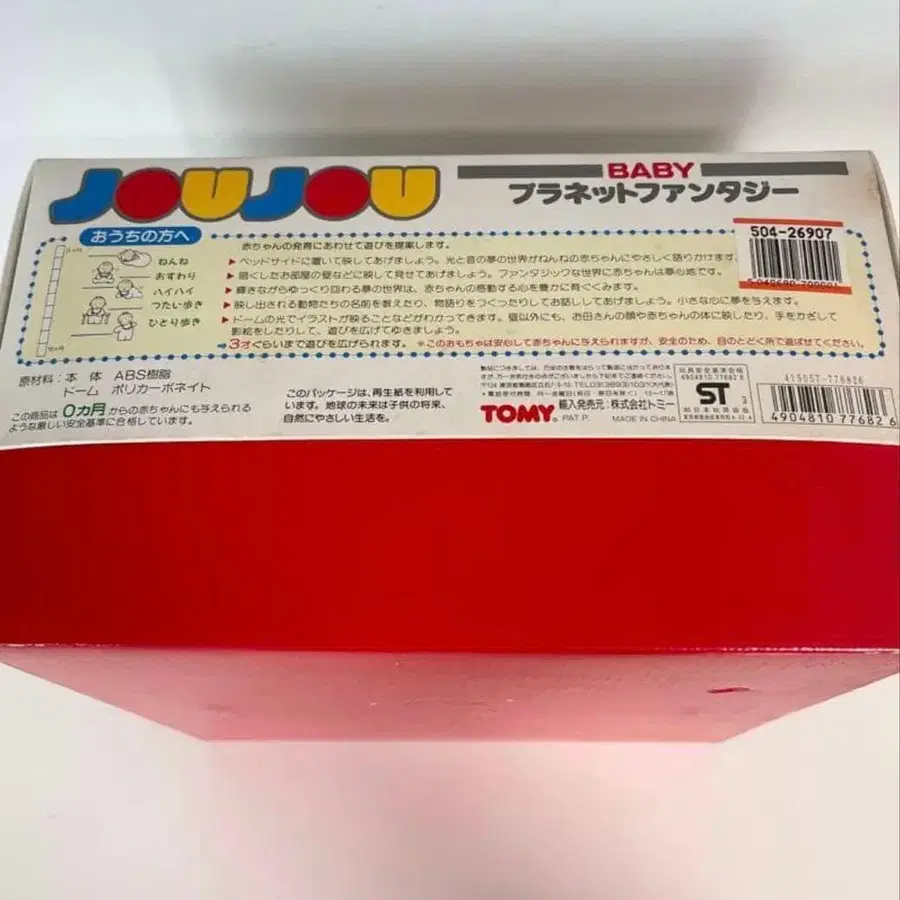 JOUJOU
BABY
プラネットファンタジー
504-26907
おうちの方へ
ねんね
おすわり
ハイハイ
つたい歩き
ひとり歩き
赤ちゃんの発育にあわせて遊びを提案します。
▶ベッドサイドに置いて映してあげましょう。光と音の夢の世界がねんねの赤ちゃんにやさしく語りかけます。
▶暗くしたお部屋の壁などに映して見せてあげましょう。ファンタジックな世界に赤ちゃんは夢心地です。
▶輝きながらゆっくり回わる夢の世界は、赤ちゃんの感動する心を豊かに育ぐくみます。
▶映し出される動物たちの名前を教えたり、物語りをつくったりしてお話ししてあげましょう。小さな心に夢を与えます。
▶ドームの光でイラストが映ることなどがわかってきます。壁以外にも、お母さんの顔や赤ちゃんの体に映したり、手をかざして
影絵をしたりして、遊びを広げてゆきましょう。
▶3才ぐらいまで遊びを広げられます。※このおもちゃは安心して赤ちゃんに与えられますが、安全のため、目のとどく所で遊ばせてください。
原材料:本 体 ABS樹脂
ドーム ポリカーボネイト
この商品は0カ月からの赤ちゃんにも与えられる
ような厳しい安全基準に合格しています。
このパッケージは、再生紙を利用して
います。地球の未来は子供の将来、
自然にやさしい生活を。
TOMY® 輸入発売元:株式会社トミー
PAT.P. MADE IN CHINA
ST
4904810 77682 6